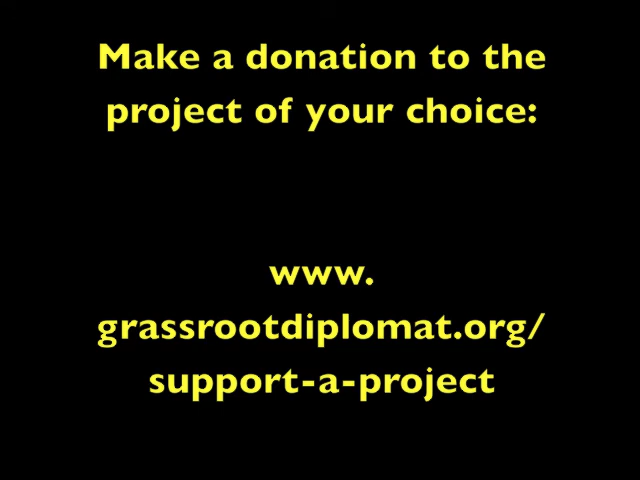 Make a donation to the
project of your choice:
www.
grassrootdiplomat.org/
support-a-project